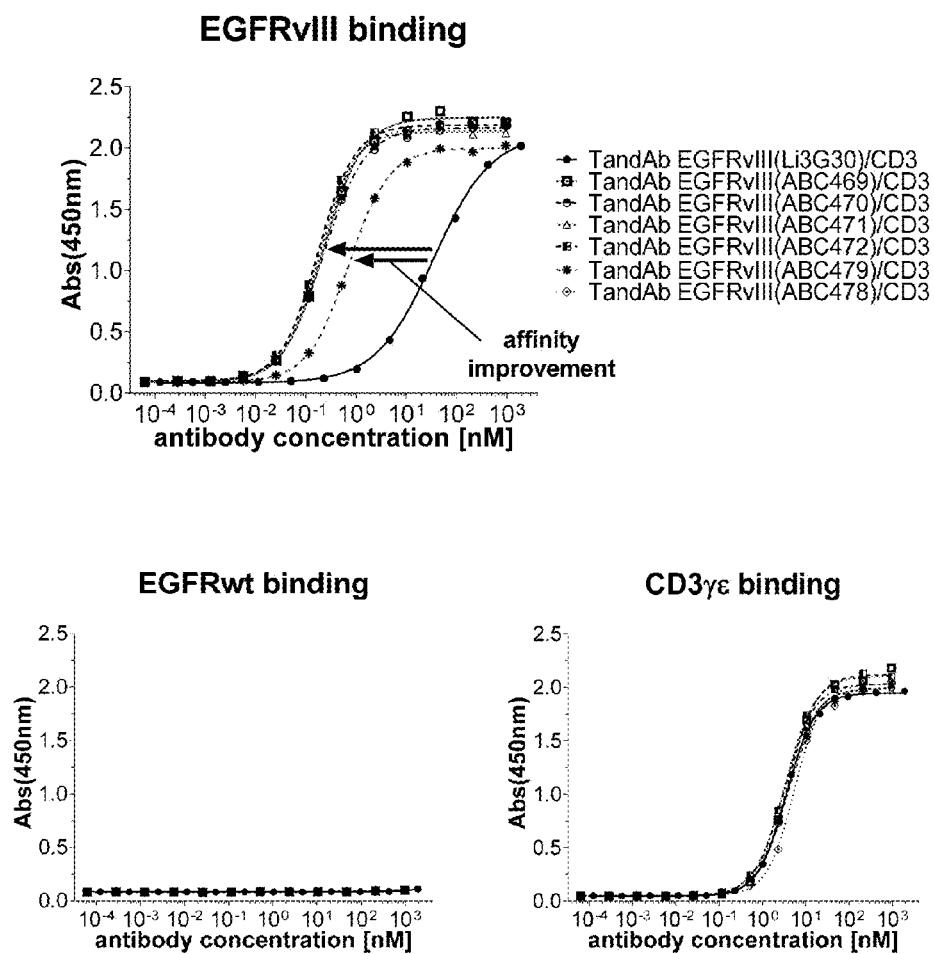 EGFRvIII binding
2.5
2.0
1.5
1.0
0.5
0.0
Abs(450nm)
10⁻⁴ 10⁻³ 10⁻² 10⁻¹ 10⁰ 10¹ 10² 10³
antibody concentration [nM]
affinity
improvement
TandAb EGFRvIII(Li3G30)/CD3
TandAb EGFRvIII(ABC469)/CD3
TandAb EGFRvIII(ABC470)/CD3
TandAb EGFRvIII(ABC471)/CD3
TandAb EGFRvIII(ABC472)/CD3
TandAb EGFRvIII(ABC479)/CD3
TandAb EGFRvIII(ABC478)/CD3
EGFRwt binding
2.5
2.0
1.5
1.0
0.5
0.0
Abs(450nm)
10⁻⁴ 10⁻³ 10⁻² 10⁻¹ 10⁰ 10¹ 10² 10³
antibody concentration [nM]
CD3γε binding
2.5
2.0
1.5
1.0
0.5
0.0
Abs(450nm)
10⁻⁴ 10⁻³ 10⁻² 10⁻¹ 10⁰ 10¹ 10² 10³
antibody concentration [nM]